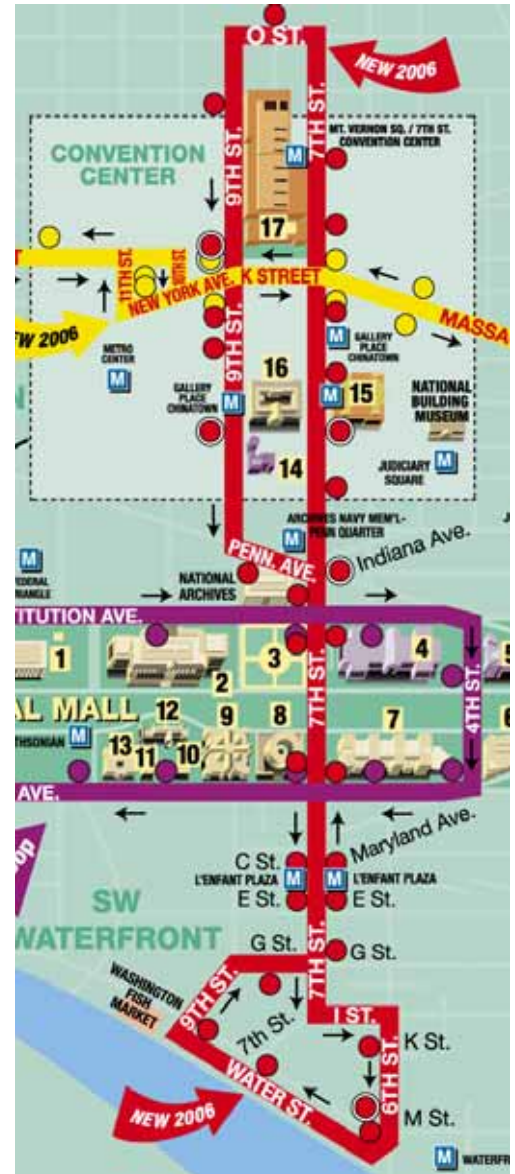 O ST.
NEW 2006
9TH ST.
7TH ST.
MT. VERNON SQ. / 7TH ST.
CONVENTION CENTER
M
CONVENTION
CENTER
17
11TH ST.
10TH ST.
NEW YORK AVE.
K STREET
MASSA
W 2006
METRO
CENTER
M
9TH ST.
GALLERY
PLACE
CHINATOWN
M
16
M
GALLERY
PLACE
CHINATOWN
M
15
NATIONAL
BUILDING
MUSEUM
14
JUDICIARY
SQUARE
M
ARCHIVES NAVY MEM'L-
PENN QUARTER
M
Indiana Ave.
PENN. AVE.
M
FEDERAL
TRIANGLE
NATIONAL
ARCHIVES
TITUTION AVE.
1
2
3
4
5
7TH ST.
4TH ST.
AL MALL
THSONIAN
M
12
13
11
10
9
8
7
6
AVE.
Maryland Ave.
op
C St.
L'ENFANT PLAZA
M
M
L'ENFANT PLAZA
E St.
E St.
SW
WATERFRONT
G St.
7TH ST.
G St.
WASHINGTON
FISH
MARKET
9TH ST.
7th St.
I ST.
K St.
6TH ST.
WATER ST.
M St.
NEW 2006
M
WATERFR